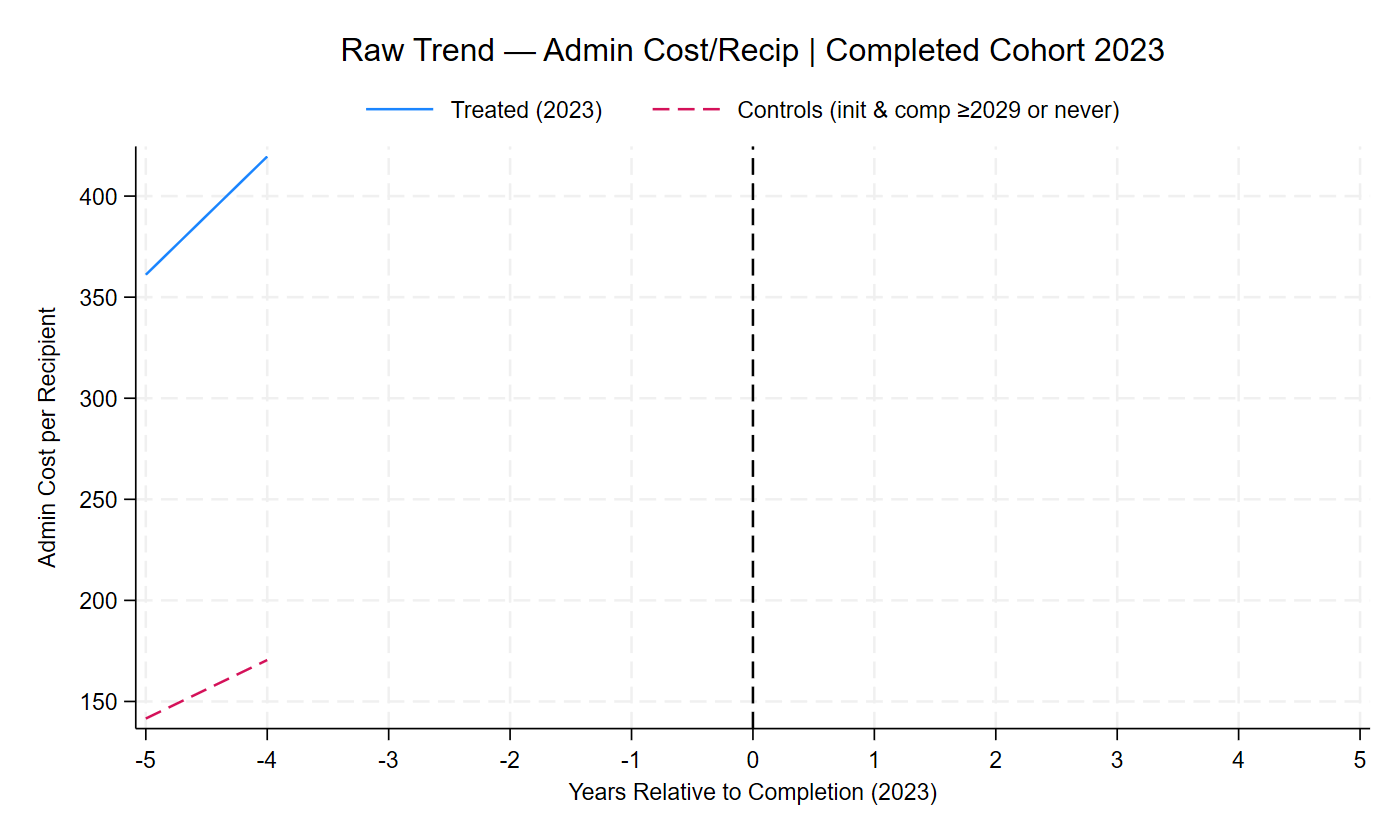 Raw Trend — Admin Cost/Recip | Completed Cohort 2023
Treated (2023) Controls (init & comp ≥2029 or never)
Admin Cost per Recipient
400
350
300
250
200
150
-5 -4 -3 -2 -1 0 1 2 3 4 5
Years Relative to Completion (2023)